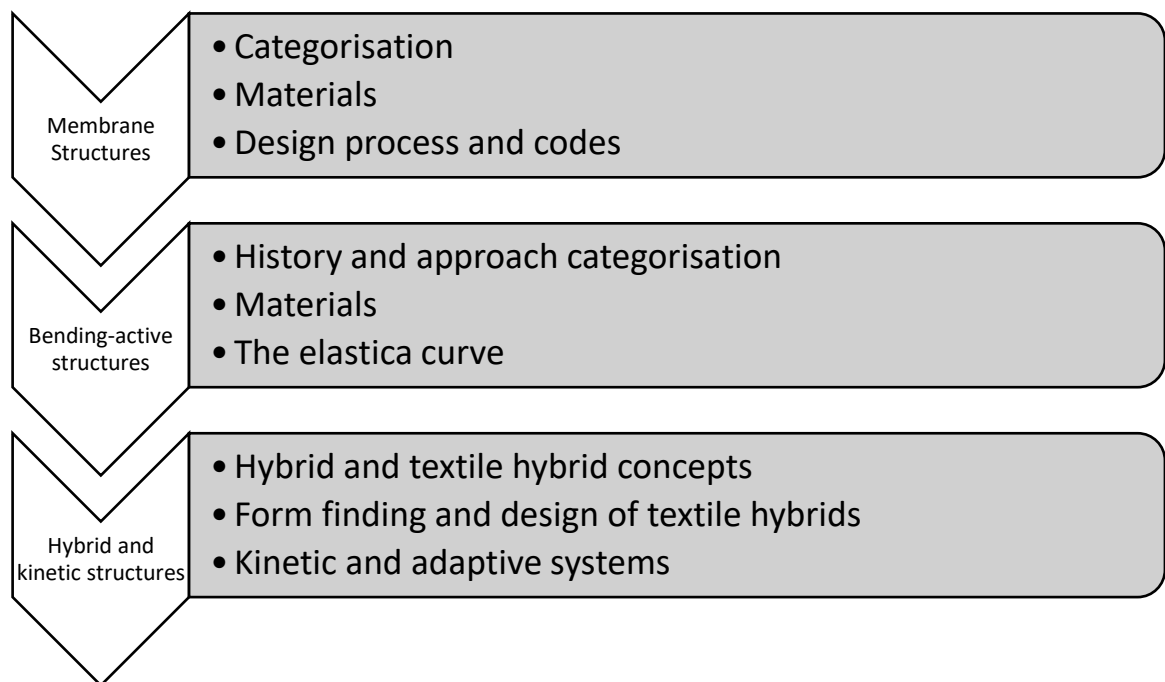 Membrane
Structures
• Categorisation
• Materials
• Design process and codes
Bending-active
structures
• History and approach categorisation
• Materials
• The elastica curve
Hybrid and
kinetic structures
• Hybrid and textile hybrid concepts
• Form finding and design of textile hybrids
• Kinetic and adaptive systems